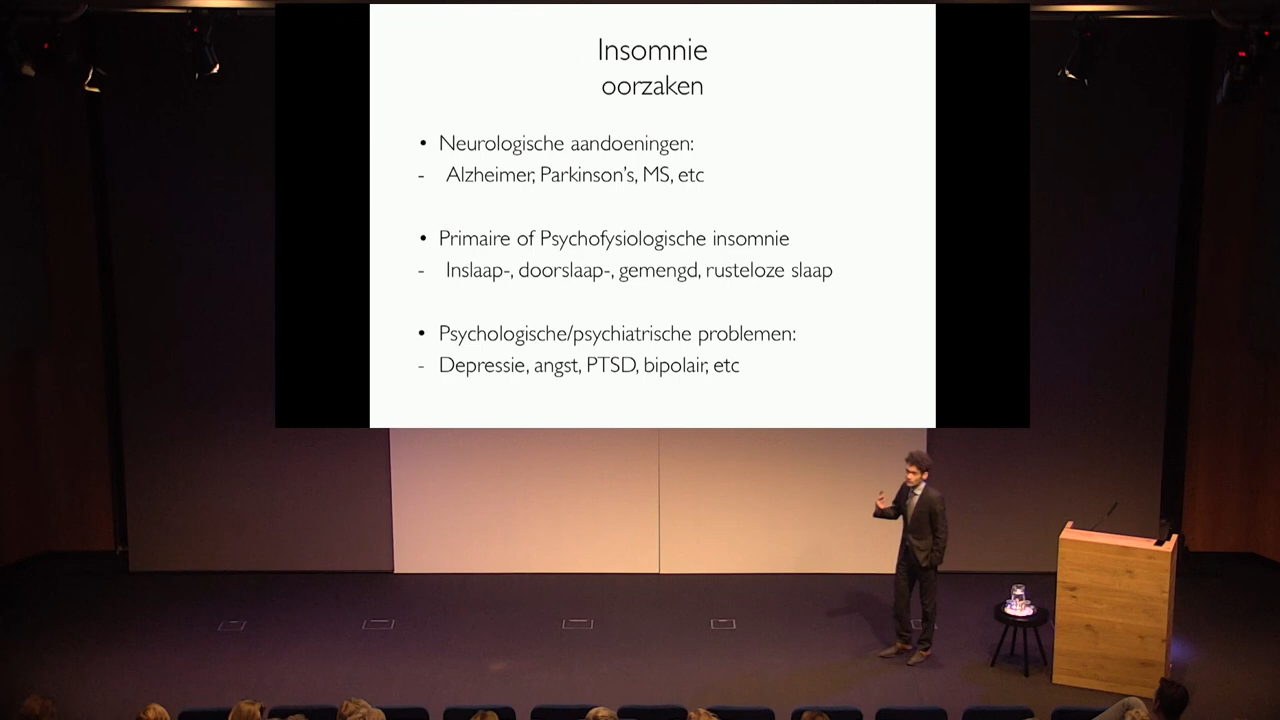 Insomnie
oorzaken
• Neurologische aandoeningen:
- Alzheimer, Parkinson's, MS, etc
• Primaire of Psychofysiologische insomnie
- Inslaap-, doorslaap-, gemengd, rusteloze slaap
• Psychologische/psychiatrische problemen:
- Depressie, angst, PTSD, bipolair, etc